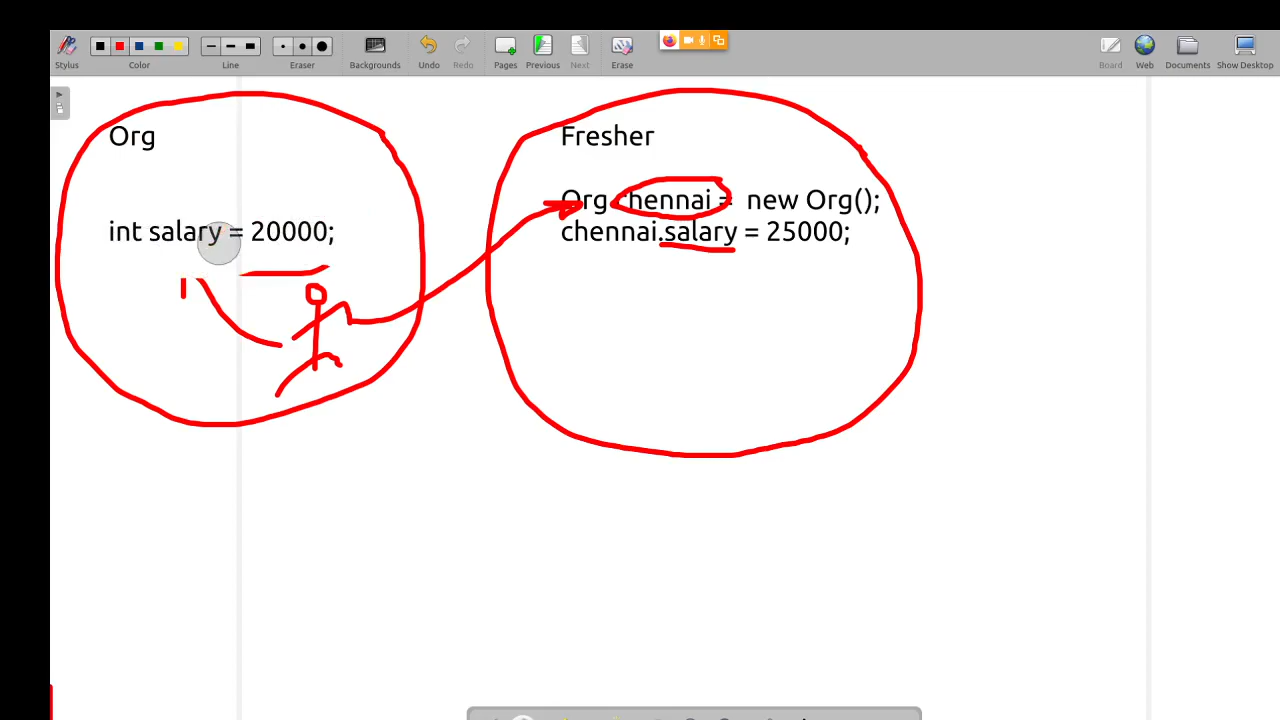 Stylus
Color
Line
Eraser
Backgrounds
Undo
Redo
Pages
Previous
Next
Erase
Board
Web
Documents
Show Desktop
Org
int salary = 20000;
Fresher
Org chennai = new Org();
chennai.salary = 25000;